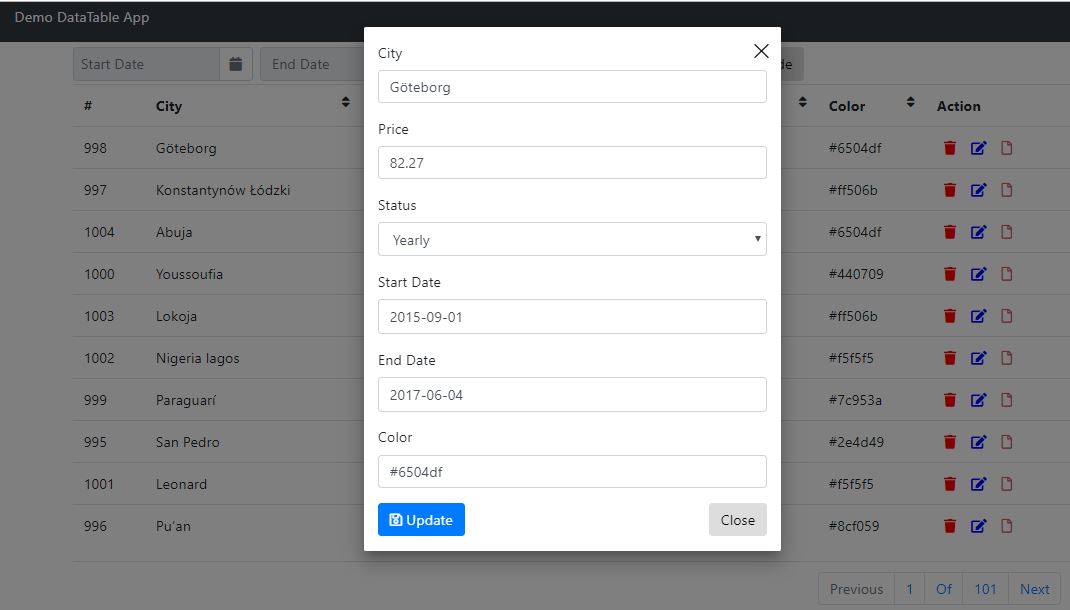 Demo DataTable App
Start Date
End Date
de
# City Color Action
998 Göteborg #6504df
997 Konstantynów Łódzki #ff506b
1004 Abuja #6504df
1000 Youssoufia #440709
1003 Lokoja #ff506b
1002 Nigeria lagos #f5f5f5
999 Paraguarí #7c953a
995 San Pedro #2e4d49
1001 Leonard #f5f5f5
996 Pu’an #8cf059
Previous 1 Of 101 Next
City
Göteborg
Price
82.27
Status
Yearly
Start Date
2015-09-01
End Date
2017-06-04
Color
#6504df
Update Close